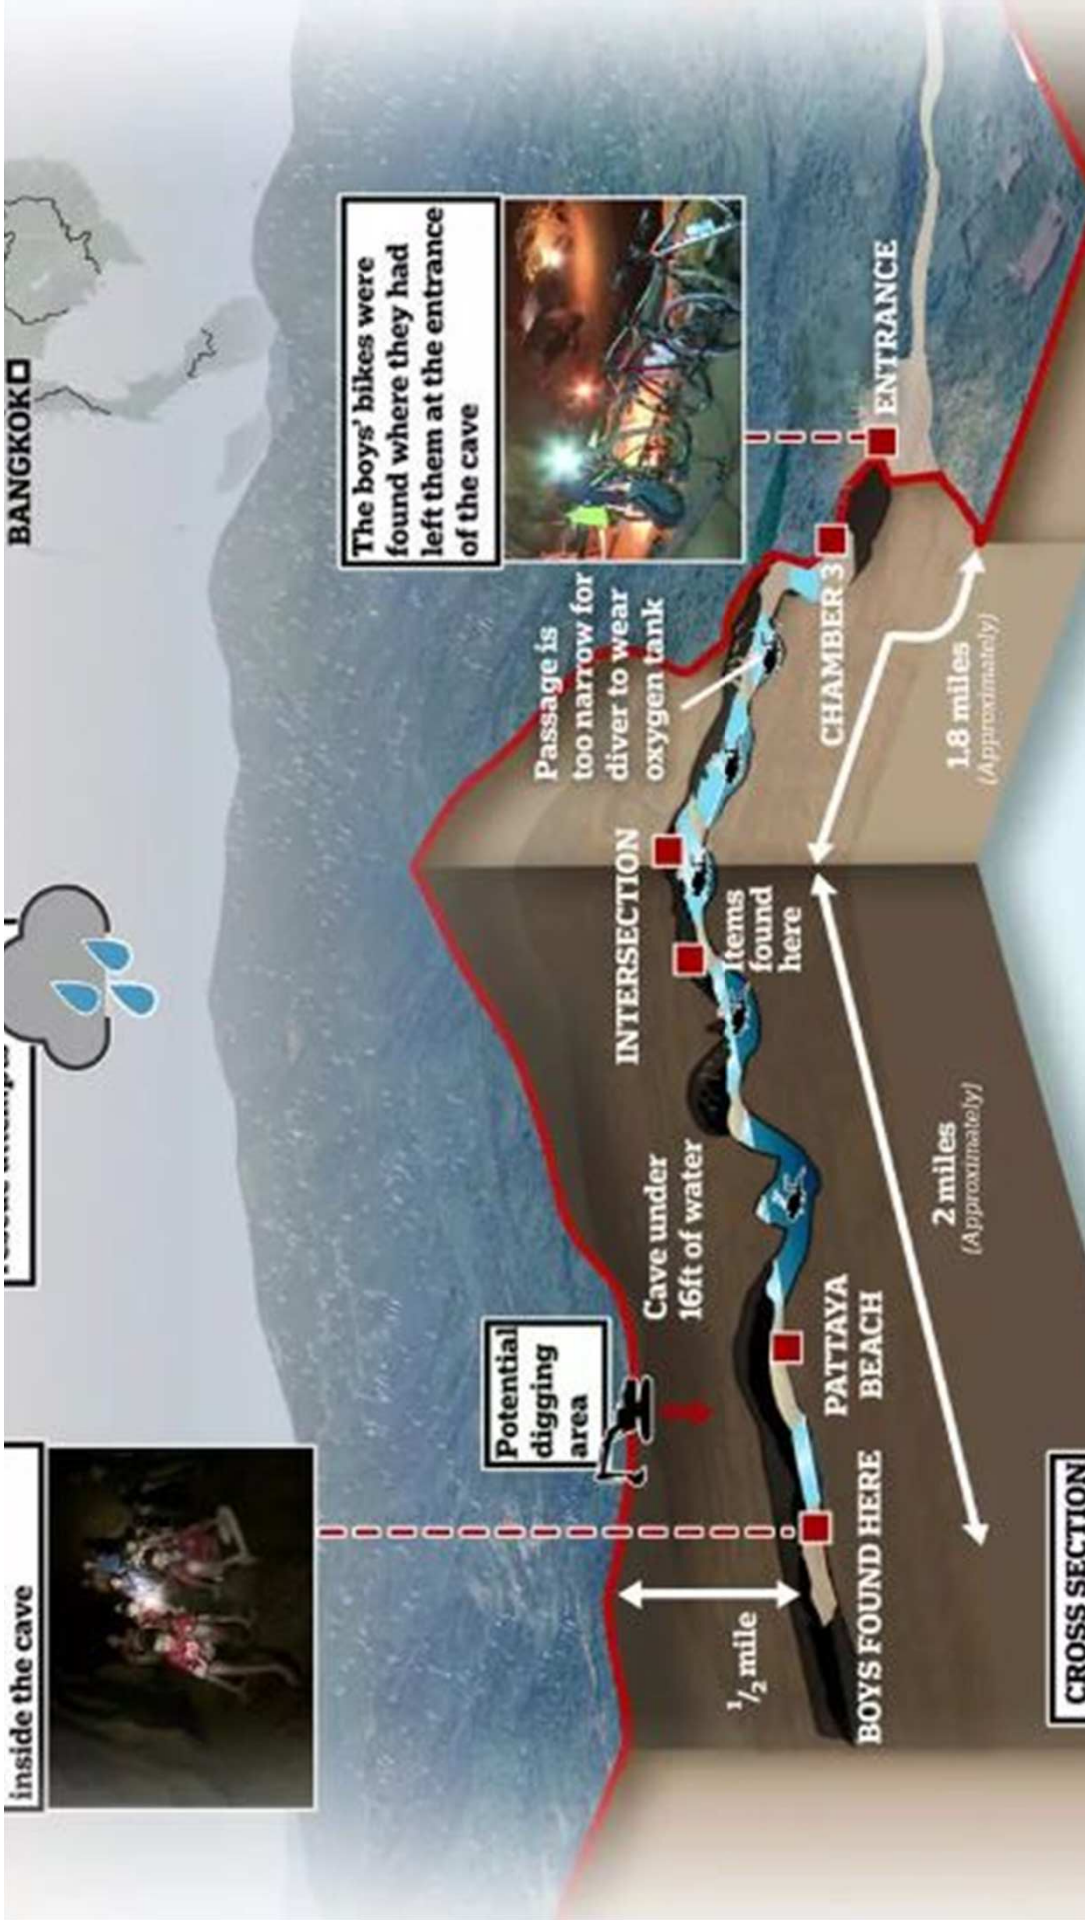 inside the cave
BANGKOK
The boys' bikes were
found where they had
left them at the entrance
of the cave
Potential
digging
area
Cave under
16ft of water
INTERSECTION
Passage is
too narrow for
diver to wear
oxygen tank
Items
found
here
ENTRANCE
CHAMBER 3
1/2 mile
PATTAYA
BEACH
BOYS FOUND HERE
2 miles
(Approximately)
1.8 miles
(Approximately)
CROSS SECTION